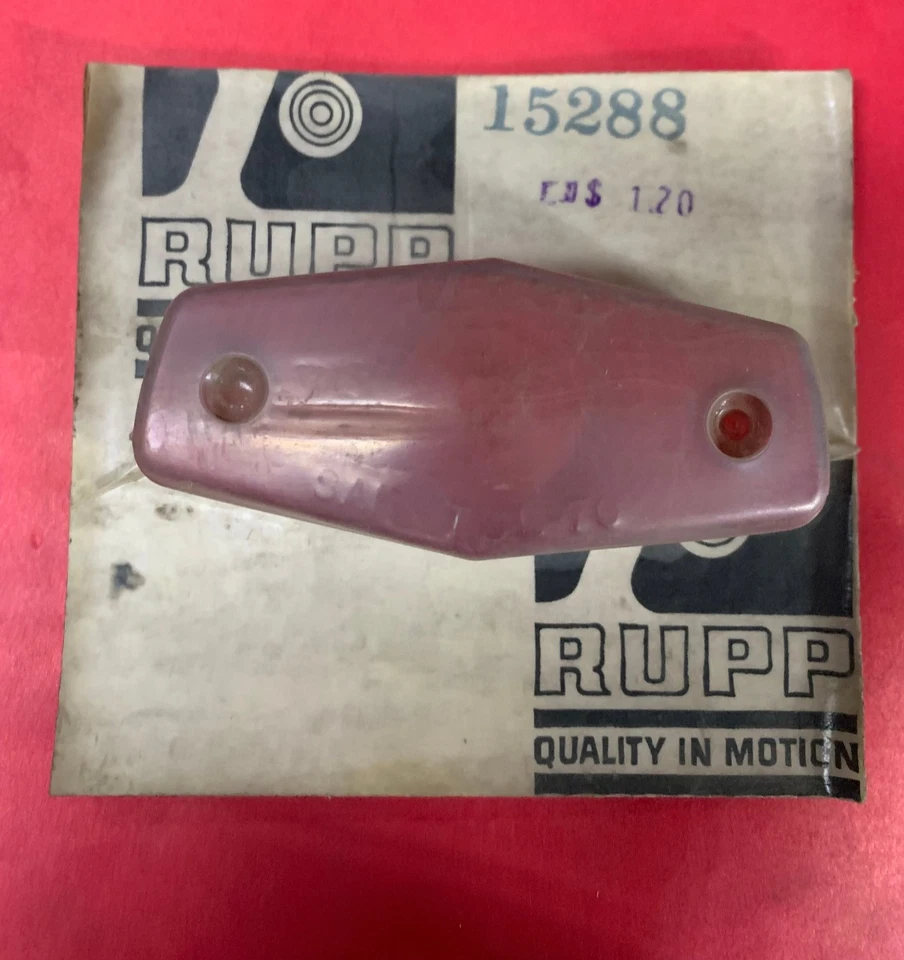 15288
1.20
RUPP
RUPP
QUALITY IN MOTION